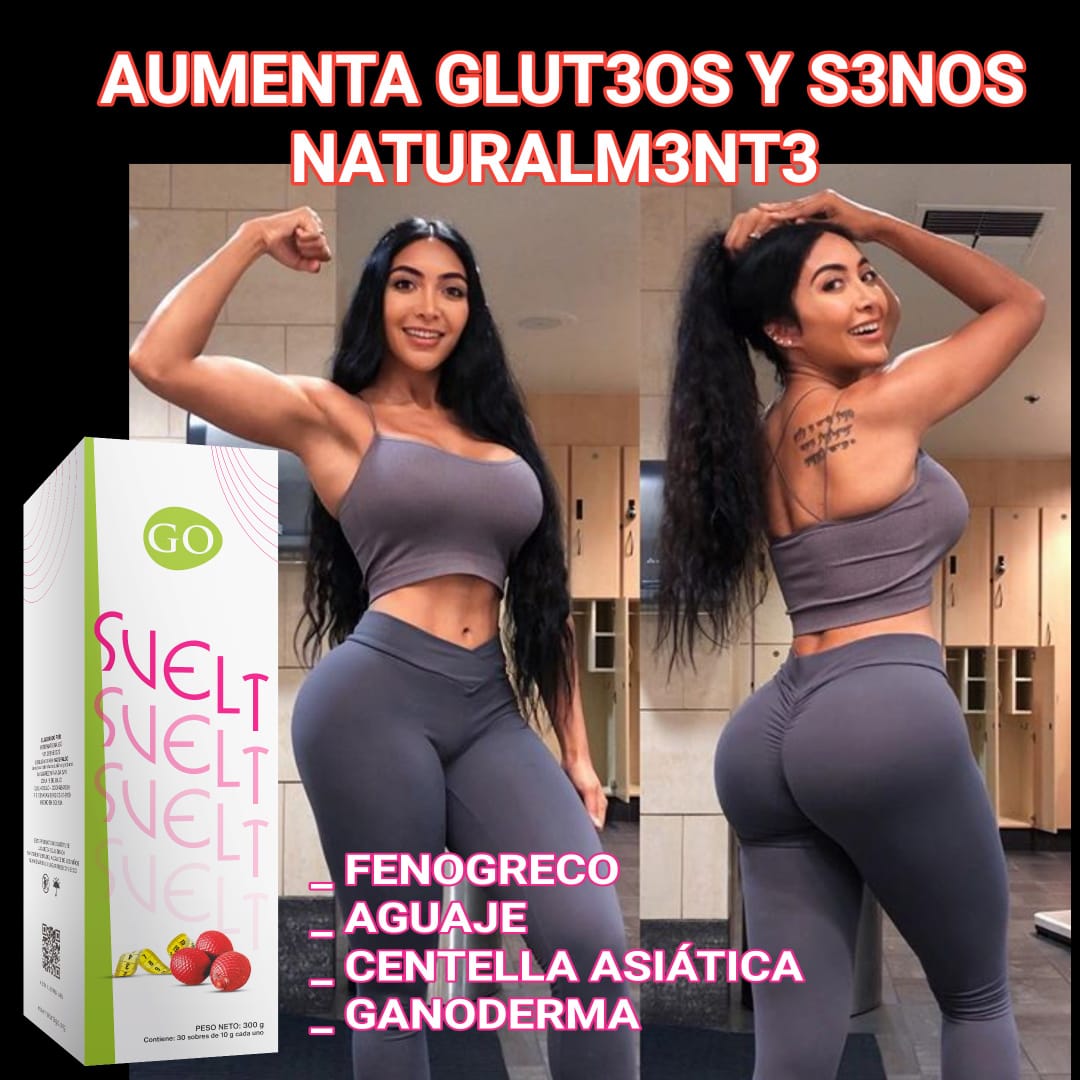 AUMENTA GLUT3OS Y S3NOS
NATURALM3NT3
GO
SVELT
SVELT
SVELT
SVELT
_ FENOGRECO
_ AGUAJE
_ CENTELLA ASIÁTICA
_ GANODERMA
PESO NETO: 300 g
Contiene: 30 sobres de 10 g cada uno